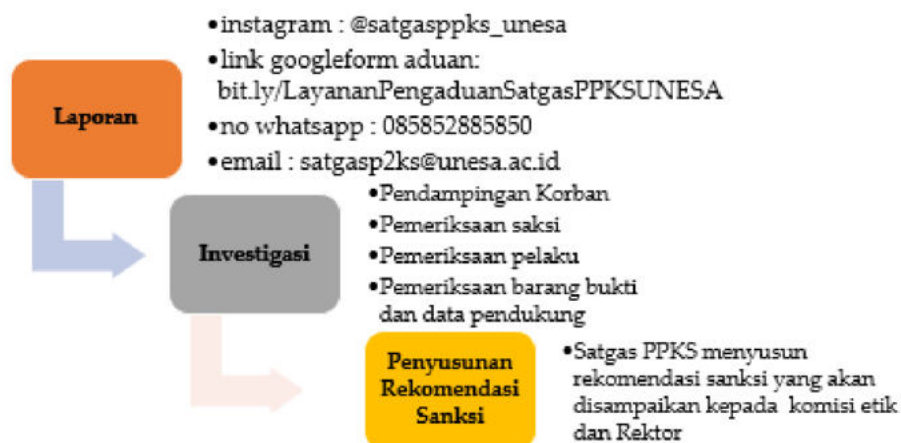 •instagram : @satgasppks_unesa
•link googleform aduan:
bit.ly/LayananPengaduanSatgasPPKSUNESA
•no whatsapp : 085852885850
•email : satgasp2ks@unesa.ac.id
Laporan
•Pendampingan Korban
•Pemeriksaan saksi
•Pemeriksaan pelaku
•Pemeriksaan barang bukti
dan data pendukung
Investigasi
Penyusunan
Rekomendasi
Sanksi
•Satgas PPKS menyusun
rekomendasi sanksi yang akan
disampaikan kepada komisi etik
dan Rektor